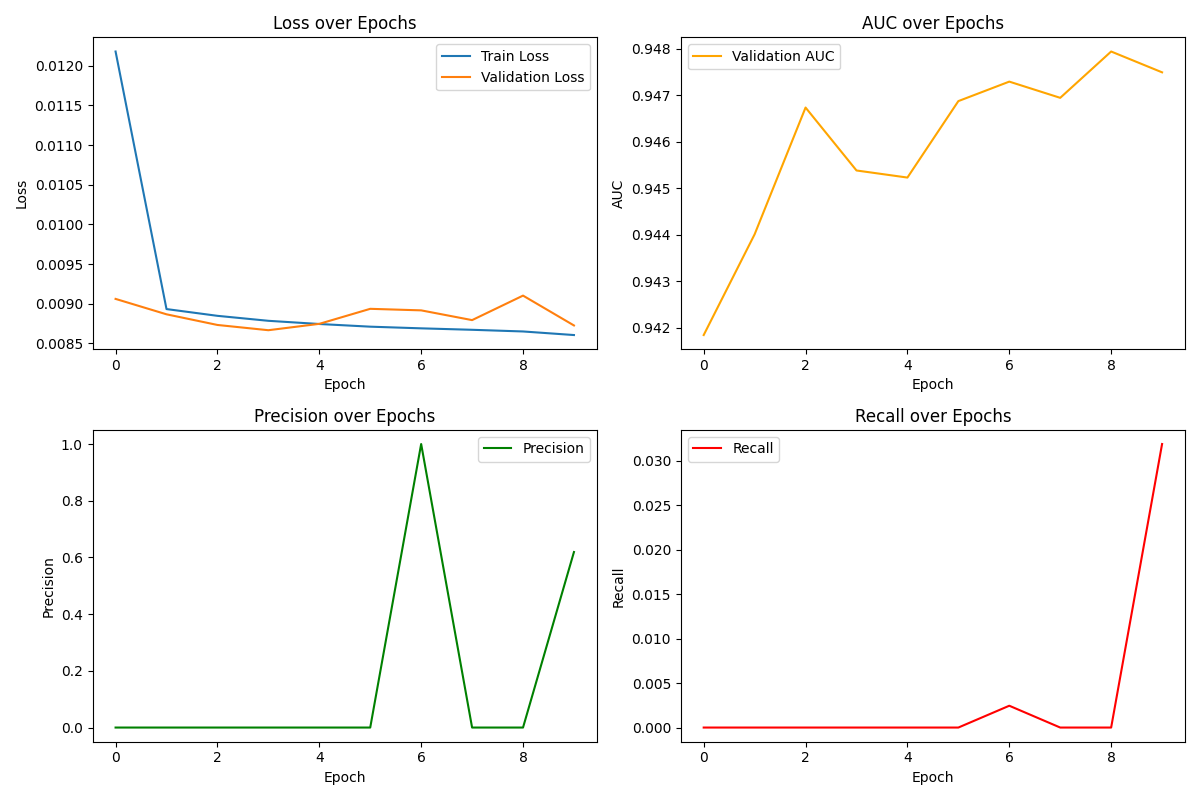 Loss over Epochs
Train Loss
Validation Loss
0.0120
0.0115
0.0110
0.0105
0.0100
0.0095
0.0090
0.0085
Loss
0 2 4 6 8
Epoch
AUC over Epochs
Validation AUC
0.948
0.947
0.946
0.945
0.944
0.943
0.942
AUC
0 2 4 6 8
Epoch
Precision over Epochs
Precision
1.0
0.8
0.6
0.4
0.2
0.0
Precision
0 2 4 6 8
Epoch
Recall over Epochs
Recall
0.030
0.025
0.020
0.015
0.010
0.005
0.000
Recall
0 2 4 6 8
Epoch